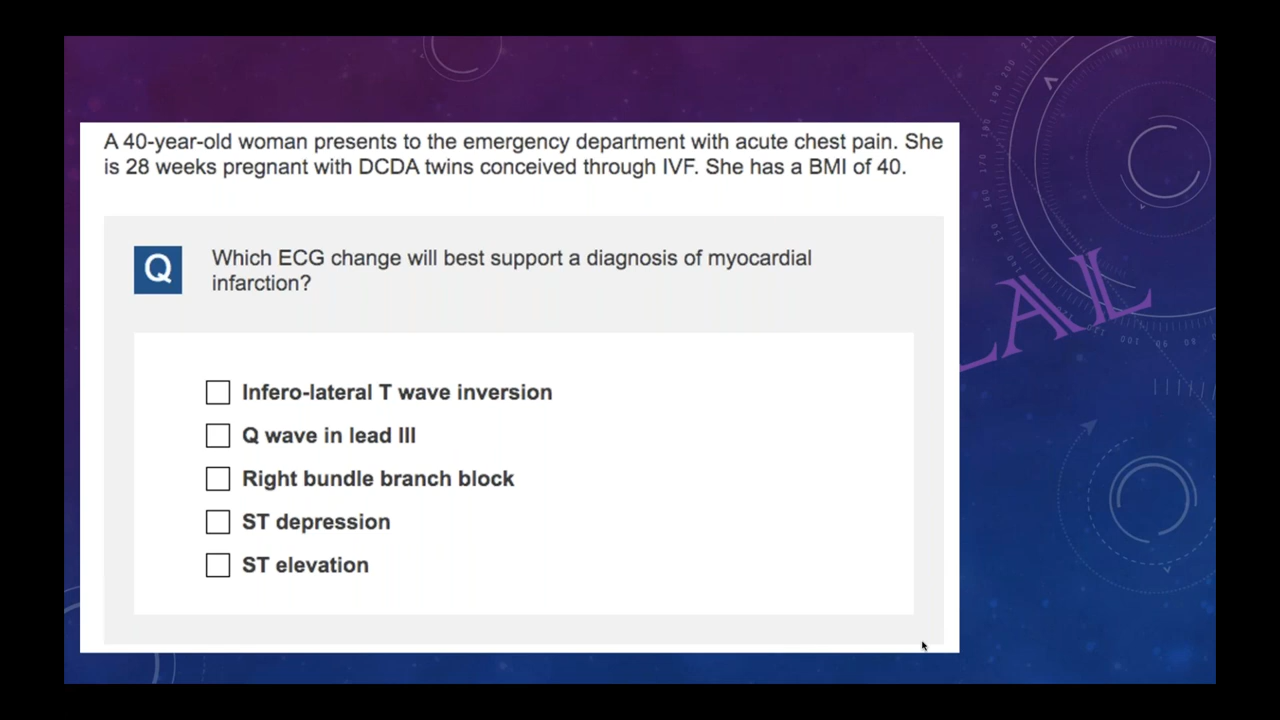 A 40-year-old woman presents to the emergency department with acute chest pain. She
is 28 weeks pregnant with DCDA twins conceived through IVF. She has a BMI of 40.
Q
Which ECG change will best support a diagnosis of myocardial
infarction?
Infero-lateral T wave inversion
Q wave in lead III
Right bundle branch block
ST depression
ST elevation